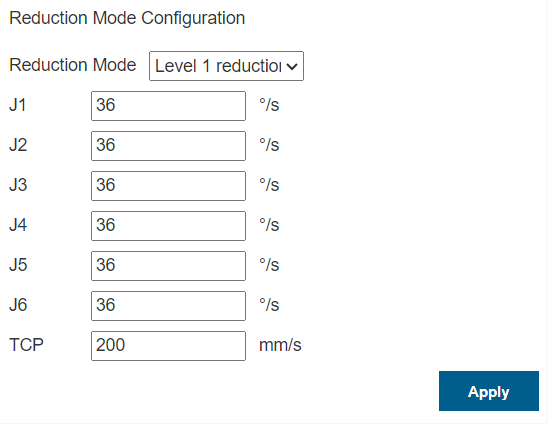 Reduction Mode Configuration
Reduction Mode Level 1 reduction
J1 36 °/s
J2 36 °/s
J3 36 °/s
J4 36 °/s
J5 36 °/s
J6 36 °/s
TCP 200 mm/s
Apply